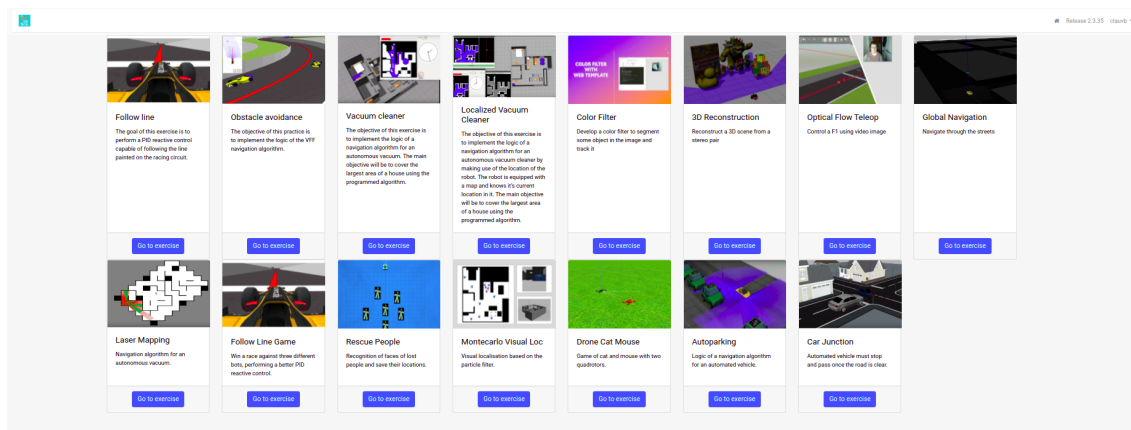 Release 2.3.35 clauvb
COLOR FILTER
WITH
WEB TEMPLATE
Follow line
The goal of this exercise is to
perform a PID reactive control
capable of following the line
painted on the racing circuit.
Go to exercise
Obstacle avoidance
The objective of this practice is
to implement the logic of the VFF
navigation algorithm.
Go to exercise
Vacuum cleaner
The objective of this exercise is
to implement the logic of a
navigation algorithm for an
autonomous vacuum. The main
objective will be to cover the
largest area of a house using the
programmed algorithm.
Go to exercise
Localized Vacuum
Cleaner
The objective of this exercise is
to implement the logic of a
navigation algorithm for an
autonomous vacuum cleaner by
making use of the location of the
robot. The robot is equipped with
a map and knows it's current
location in it. The main objective
will be to cover the largest area
of a house using the
programmed algorithm.
Go to exercise
Color Filter
Develop a color filter to segment
some object in the image and
track it
Go to exercise
3D Reconstruction
Reconstruct a 3D scene from a
stereo pair
Go to exercise
Optical Flow Teleop
Control a F1 using video image
Go to exercise
Global Navigation
Navigate through the streets
Go to exercise
Laser Mapping
Navigation algorithm for an
autonomous vacuum.
Go to exercise
Follow Line Game
Win a race against three different
bots, performing a better PID
reactive control.
Go to exercise
Rescue People
Recognition of faces of lost
people and save their locations.
Go to exercise
Montecarlo Visual Loc
Visual localisation based on the
particle filter.
Go to exercise
Drone Cat Mouse
Game of cat and mouse with two
quadrotors.
Go to exercise
Autoparking
Logic of a navigation algorithm
for an automated vehicle.
Go to exercise
Car Junction
Automated vehicle must stop
and pass once the road is clear.
Go to exercise